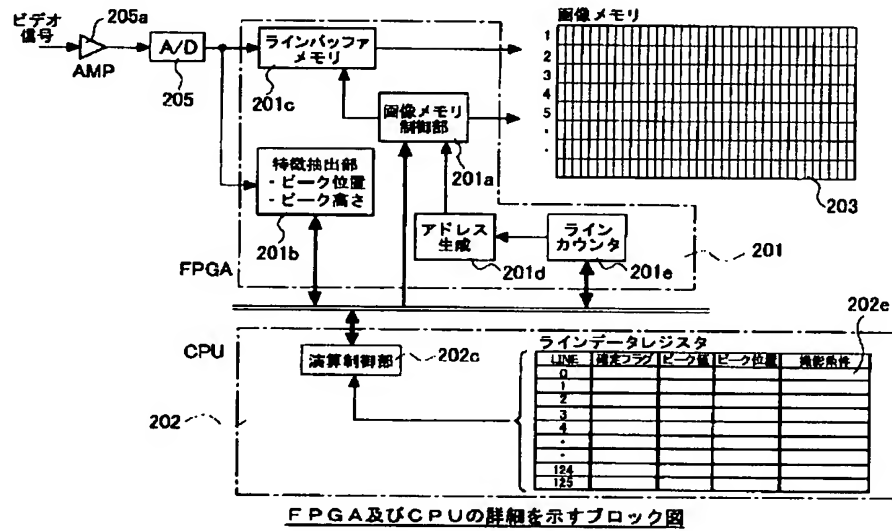 ビデオ
信号
205a
AMP
A/D
205
ラインバッファ
メモリ
201c
画像メモリ
制御部
201a
特徴抽出部
- ピーク位置
- ピーク高さ
201b
FPGA
アドレス
生成
201d
ライン
カウンタ
201e
201
画像メモリ
1
2
3
4
5
・
・
203
CPU
202
演算制御部
202c
ラインデータレジスタ
202e
LINE 確定フラグ ピーク値 ピーク位置 撮影条件
0
1
2
3
4
・
・
124
125
FPGA及びCPUの詳細を示すブロック図